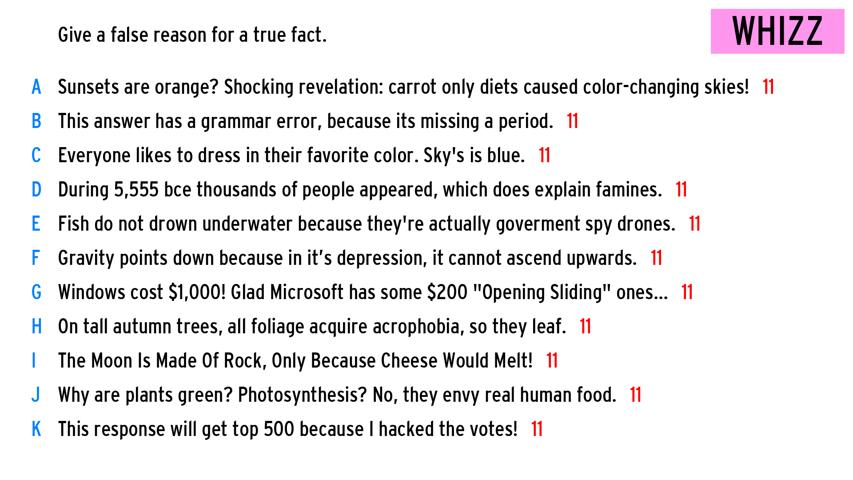 Give a false reason for a true fact.
WHIZZ
A Sunsets are orange? Shocking revelation: carrot only diets caused color-changing skies! 11
B This answer has a grammar error, because its missing a period. 11
C Everyone likes to dress in their favorite color. Sky's is blue. 11
D During 5,555 bce thousands of people appeared, which does explain famines. 11
E Fish do not drown underwater because they're actually goverment spy drones. 11
F Gravity points down because in it’s depression, it cannot ascend upwards. 11
G Windows cost $1,000! Glad Microsoft has some $200 "Opening Sliding" ones... 11
H On tall autumn trees, all foliage acquire acrophobia, so they leaf. 11
I The Moon Is Made Of Rock, Only Because Cheese Would Melt! 11
J Why are plants green? Photosynthesis? No, they envy real human food. 11
K This response will get top 500 because I hacked the votes! 11